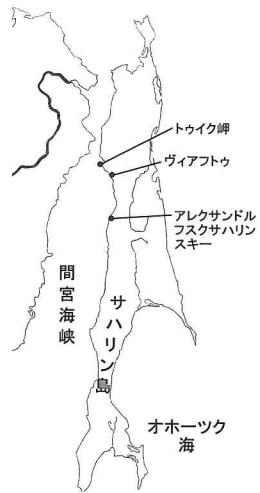 トゥイク岬
ヴィアフトゥ
アレクサンドル
フスクサハリン
スキー
間宮海峡
サハリン島
オホーツク
海